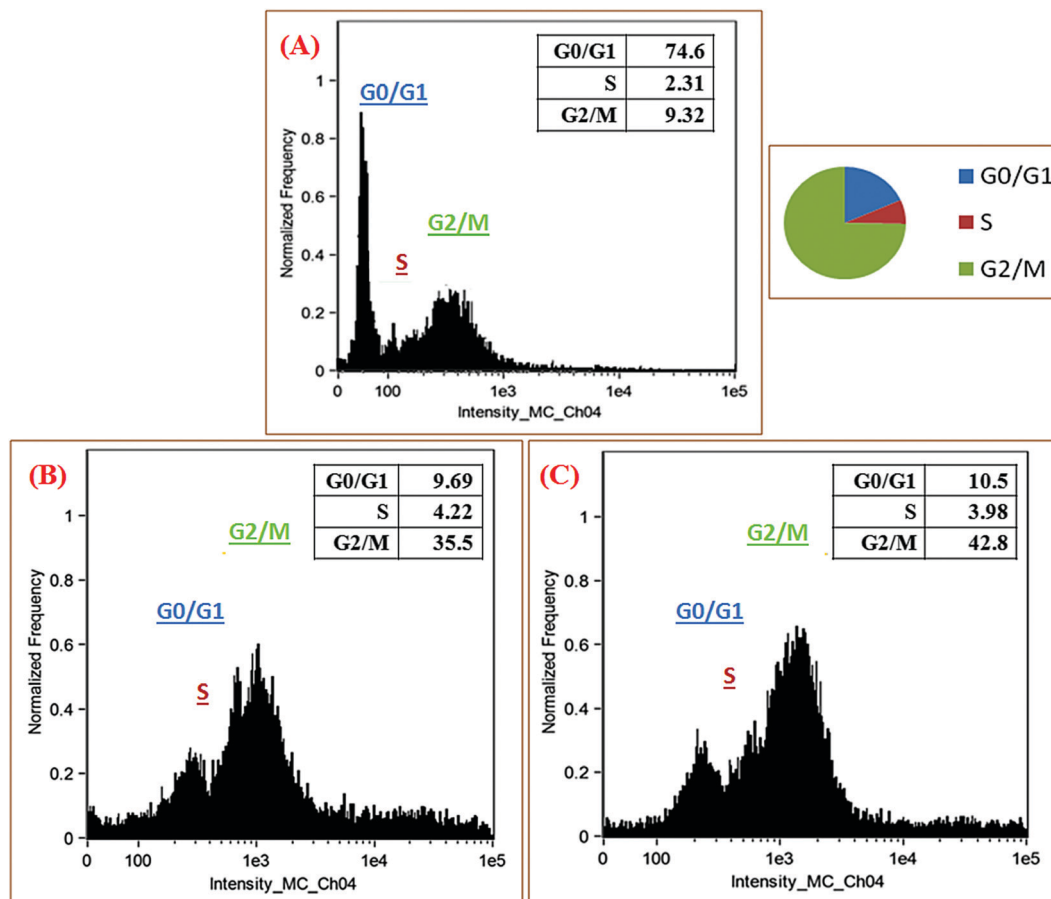 (A)
G0/G1 74.6
S 2.31
G2/M 9.32
G0/G1
S
G2/M
Normalized Frequency
1
0.8
0.6
0.4
0.2
0
0 100 1e3 1e4 1e5
Intensity_MC_Ch04
G0/G1
S
G2/M
(B)
G0/G1 9.69
S 4.22
G2/M 35.5
G2/M
G0/G1
S
Normalized Frequency
1
0.8
0.6
0.4
0.2
0
0 100 1e3 1e4 1e5
Intensity_MC_Ch04
(C)
G0/G1 10.5
S 3.98
G2/M 42.8
G2/M
G0/G1
S
Normalized Frequency
1
0.8
0.6
0.4
0.2
0
0 100 1e3 1e4 1e5
Intensity_MC_Ch04